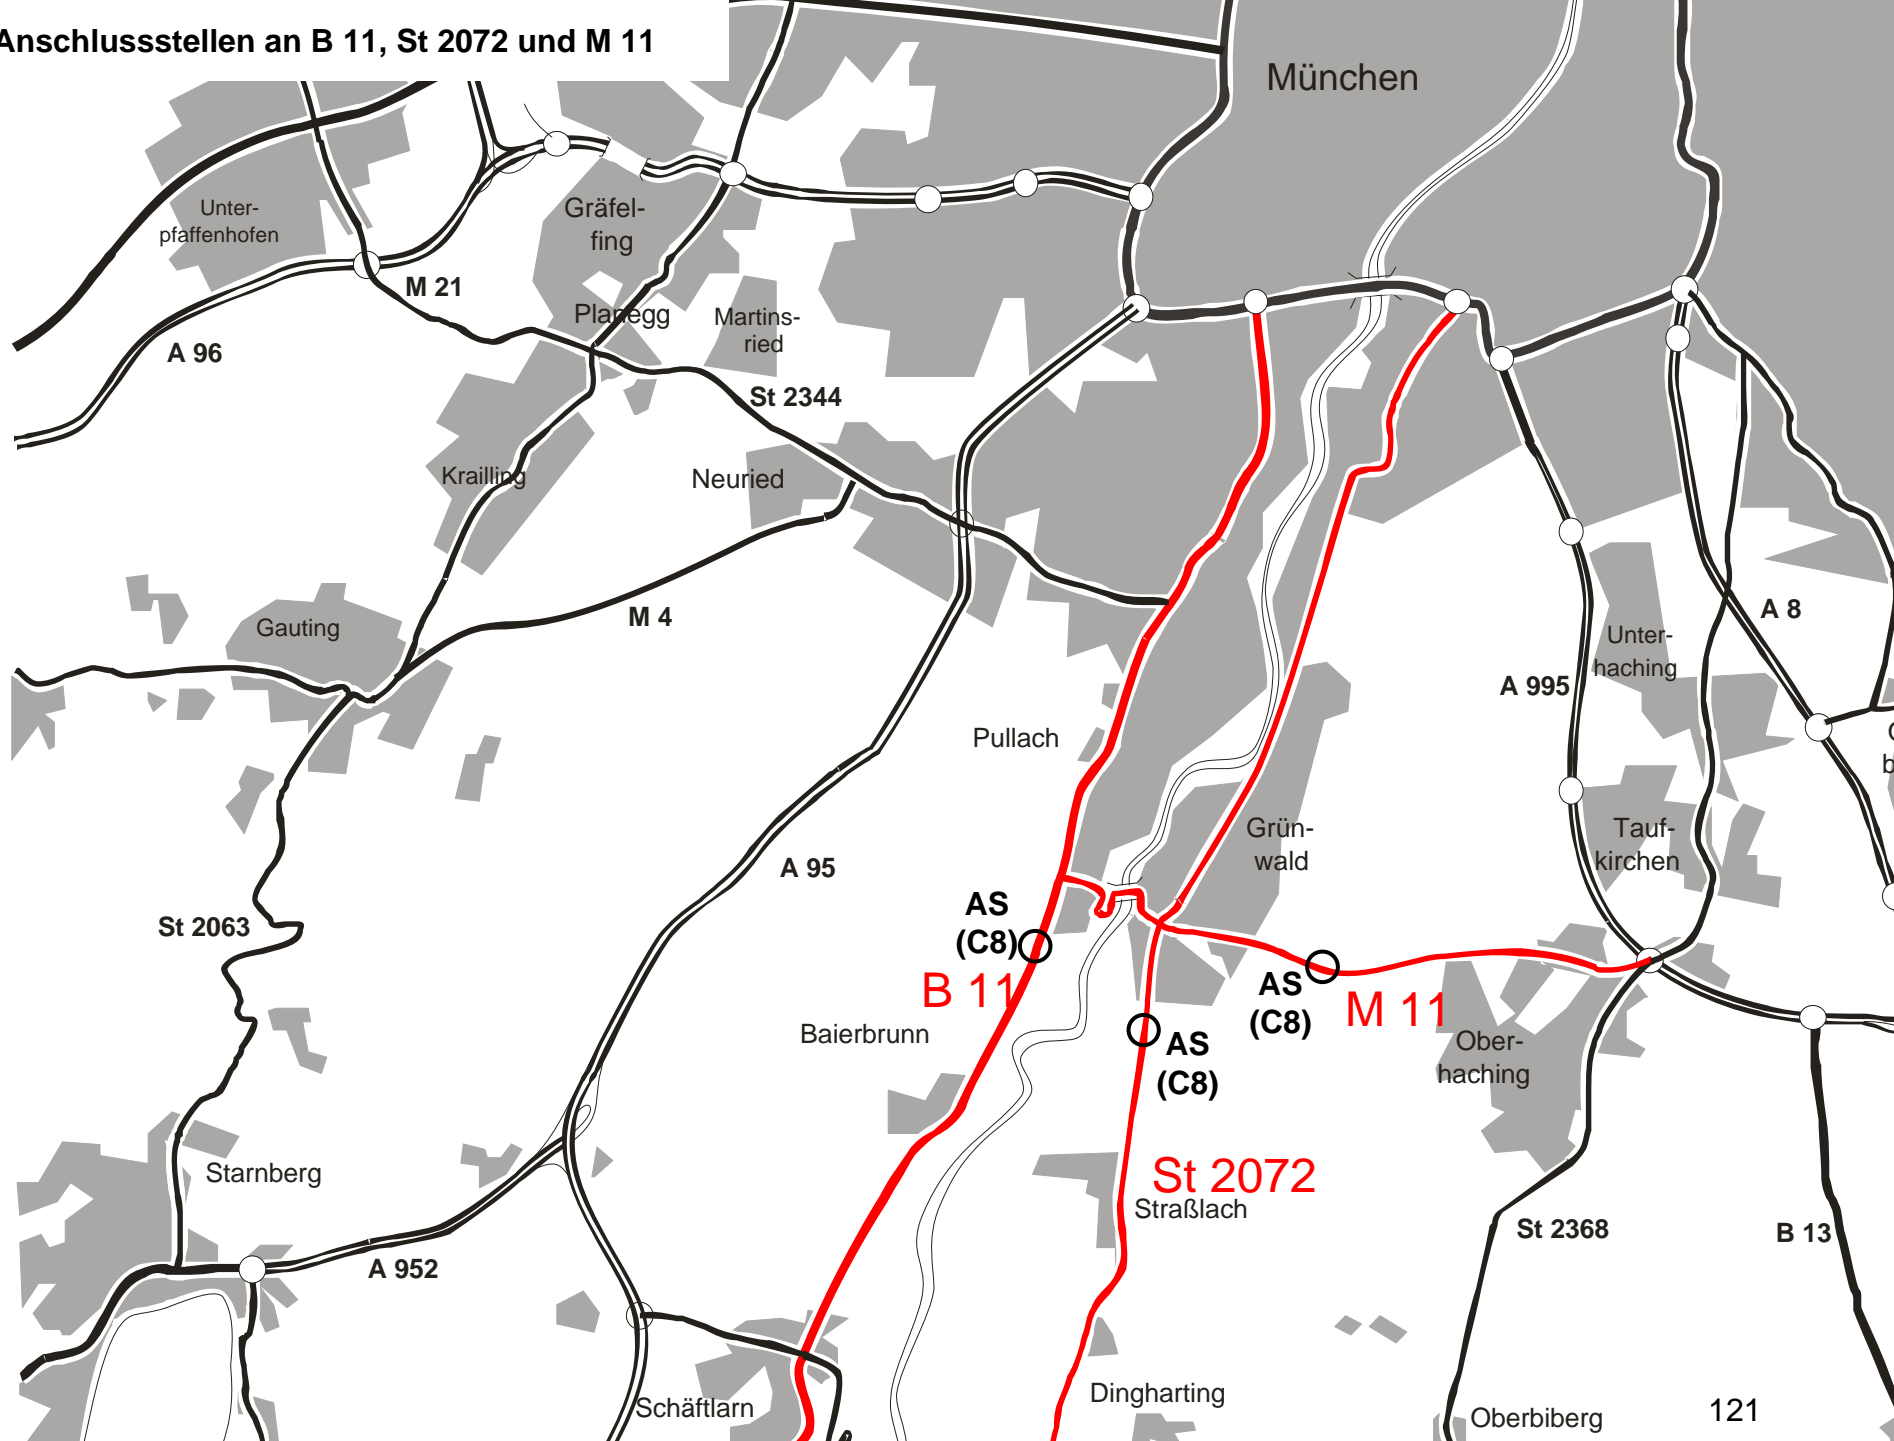 Anschlussstellen an B 11, St 2072 und M 11
München
Unter-
pfaffenhofen
Gräfel-
fing
M 21
Planegg
Martins-
ried
A 96
St 2344
Krailling
Neuried
Gauting
M 4
A 8
Unter-
haching
A 995
Pullach
Grün-
wald
Tauf-
kirchen
A 95
St 2063
AS
(C8)
B 11
AS
(C8)
M 11
Baierbrunn
AS
(C8)
Ober-
haching
Starnberg
St 2072
Straßlach
St 2368
B 13
A 952
Dingharting
Schäftlarn
Oberbiberg
121